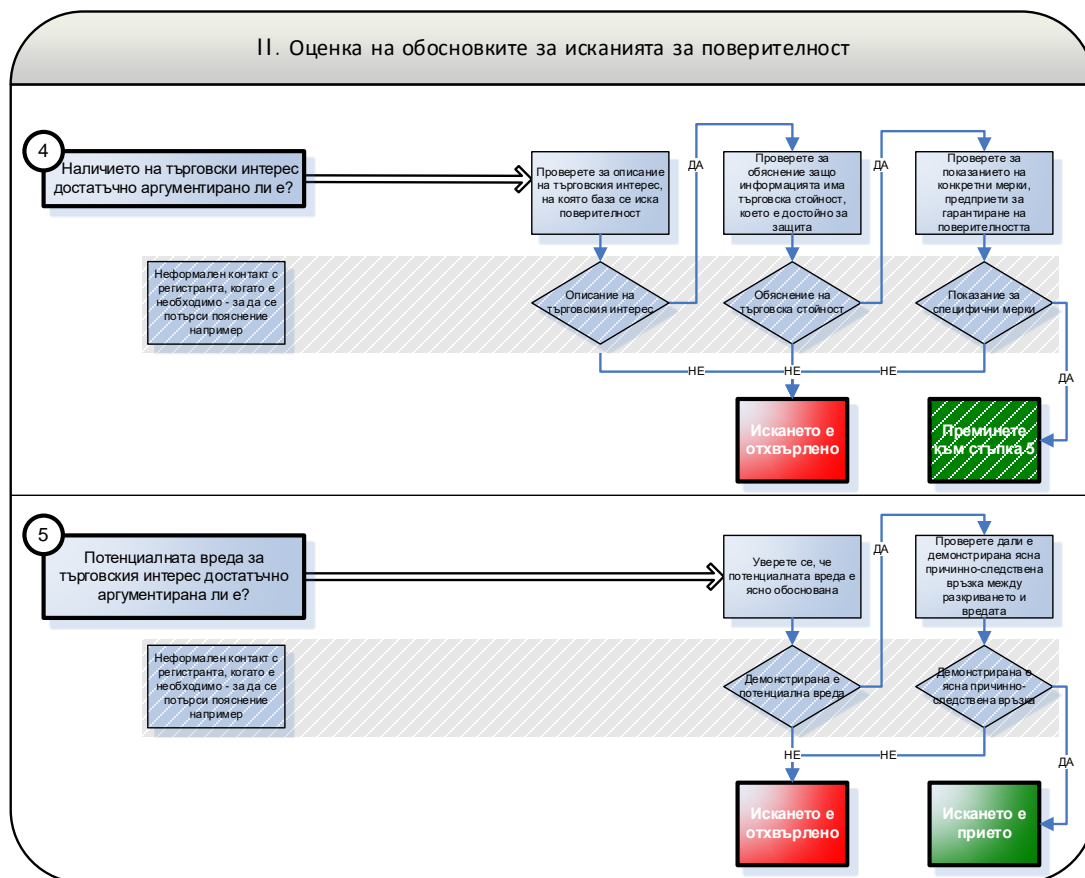 II. Оценка на обосновките за исканията за поверителност
4
Наличието на търговски интерес
достатъчно аргументирано ли е?
Проверете за описание
на търговския интерес,
на която база се иска
поверителност
ДА
Проверете за
обяснение защо
информацията има
търговска стойност,
което е достойно за
защита
ДА
Проверете за
показанието на
конкретни мерки,
предприети за
гарантиране на
поверителността
Неформален контакт с
регистранта, когато е
необходимо - за да се
потърси пояснение
например
Описание на
търговския интерес
Обяснение на
търговска стойност
Показание за
специфични мерки
НЕ
НЕ
НЕ
ДА
Искането е
отхвърлено
Преминете
към стъпка 5
5
Потенциалната вреда за
търговския интерес достатъчно
аргументирана ли е?
Уверете се, че
потенциалната вреда е
ясно обоснована
ДА
Проверете дали е
демонстрирана ясна
причинно-следствена
връзка между
разкриването и
вредата
Неформален контакт с
регистранта, когато е
необходимо - за да се
потърси пояснение
например
Демонстрирана е
потенциална вреда
Демонстрирана е
ясна причинно-
следствена връзка
НЕ
НЕ
ДА
Искането е
отхвърлено
Искането е
прието